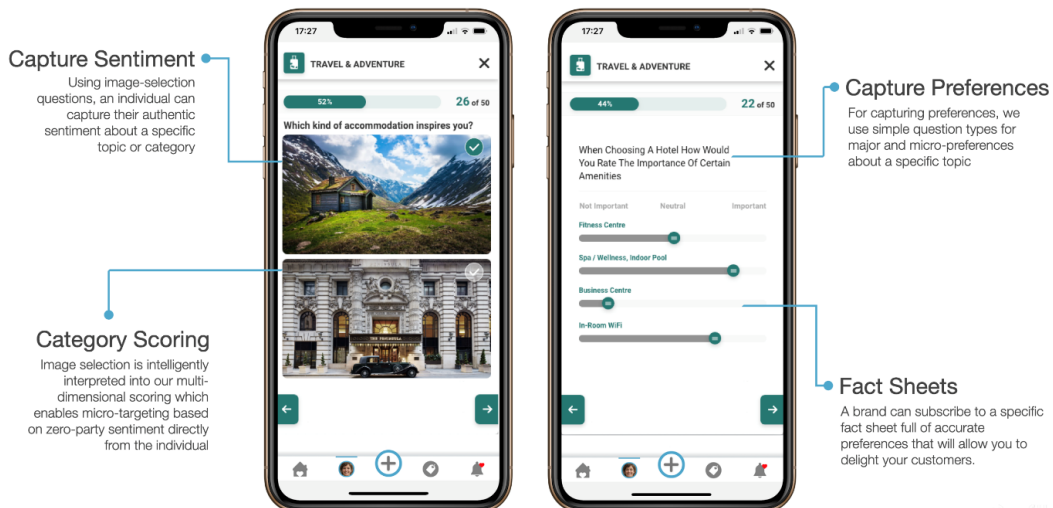 Capture Sentiment
Using image-selection
questions, an individual can
capture their authentic
sentiment about a specific
topic or category
Category Scoring
Image selection is intelligently
interpreted into our multi-
dimensional scoring which
enables micro-targeting based
on zero-party sentiment directly
from the individual
17:27
TRAVEL & ADVENTURE
52%
26 of 50
Which kind of accommodation inspires you?
17:27
TRAVEL & ADVENTURE
44%
22 of 50
When Choosing A Hotel How Would
You Rate The Importance Of Certain
Amenities
Not Important Neutral Important
Fitness Centre
Spa / Wellness, Indoor Pool
Business Centre
In-Room WiFi
Capture Preferences
For capturing preferences, we
use simple question types for
major and micro-preferences
about a specific topic
Fact Sheets
A brand can subscribe to a specific
fact sheet full of accurate
preferences that will allow you to
delight your customers.